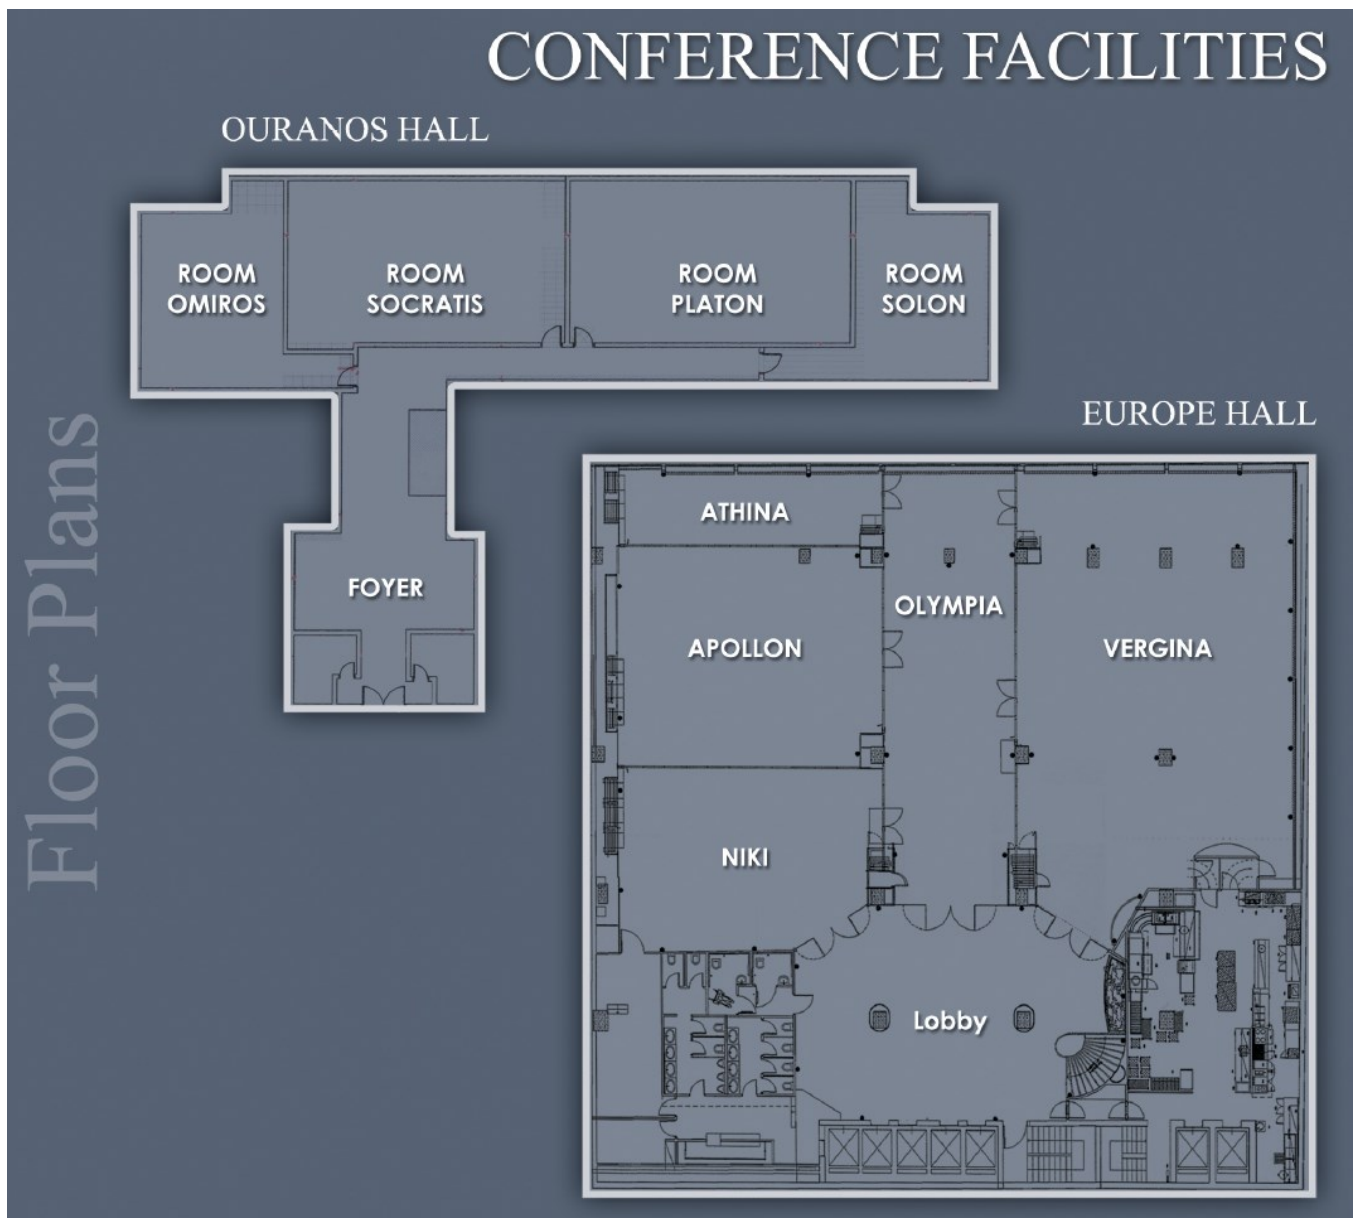 CONFERENCE FACILITIES
OURANOS HALL
ROOM
OMIROS
ROOM
SOCRATIS
ROOM
PLATON
ROOM
SOLON
FOYER
EUROPE HALL
ATHINA
OLYMPIA
APOLLON
VERGINA
NIKI
Lobby
Floor Plans